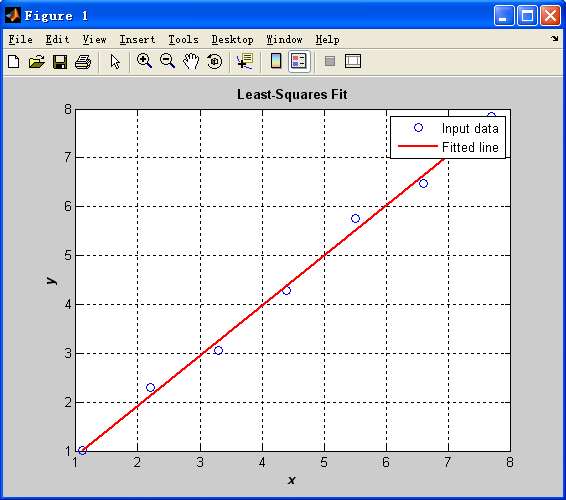 Figure 1
File Edit View Insert Tools Desktop Window Help
Least-Squares Fit
8
7
6
5
4
3
2
1
y
Input data
Fitted line
1 2 3 4 5 6 7 8
x